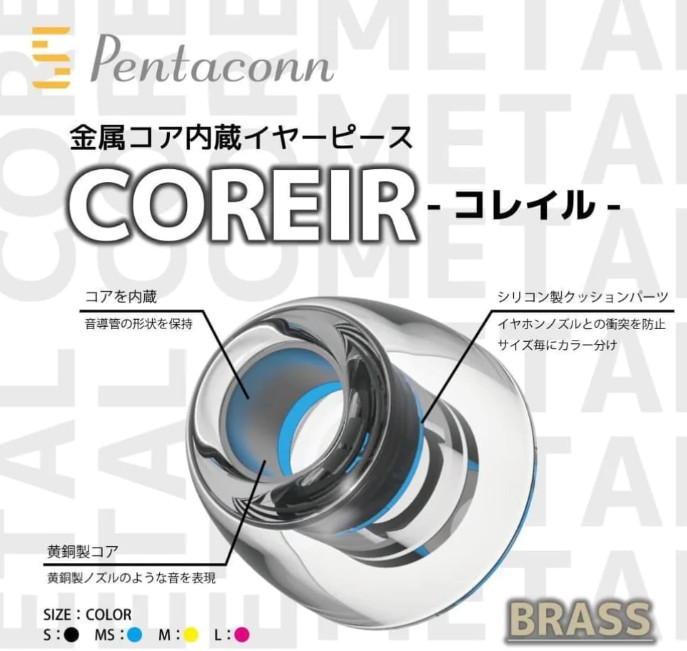 Pentaconn
金属コア内蔵イヤーピース
COREIR - コレイル -
コアを内蔵
音導管の形状を保持
シリコン製クッションパーツ
イヤホンノズルとの衝突を防止
サイズ毎にカラー分け
黄銅製コア
黄銅製ノズルのような音を表現
SIZE : COLOR
S : MS : M : L :
BRASS